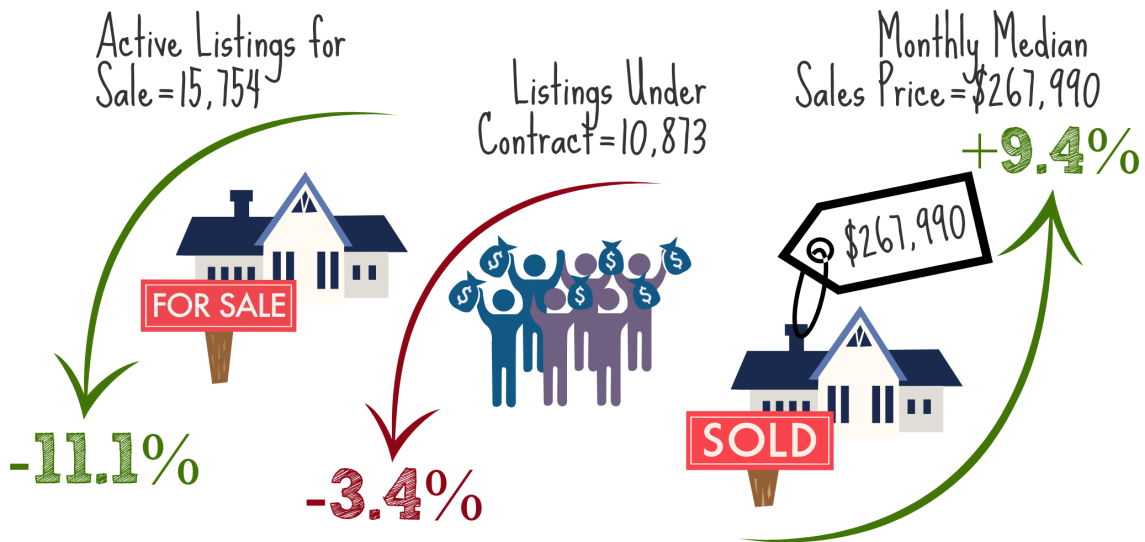 Active Listings for
Sale=15,754
-11.1%
FOR SALE
Listings Under
Contract=10,873
-3.4%
$
$
$
$
$
$
Monthly Median
Sales Price=$267,990
+9.4%
$267,990
SOLD